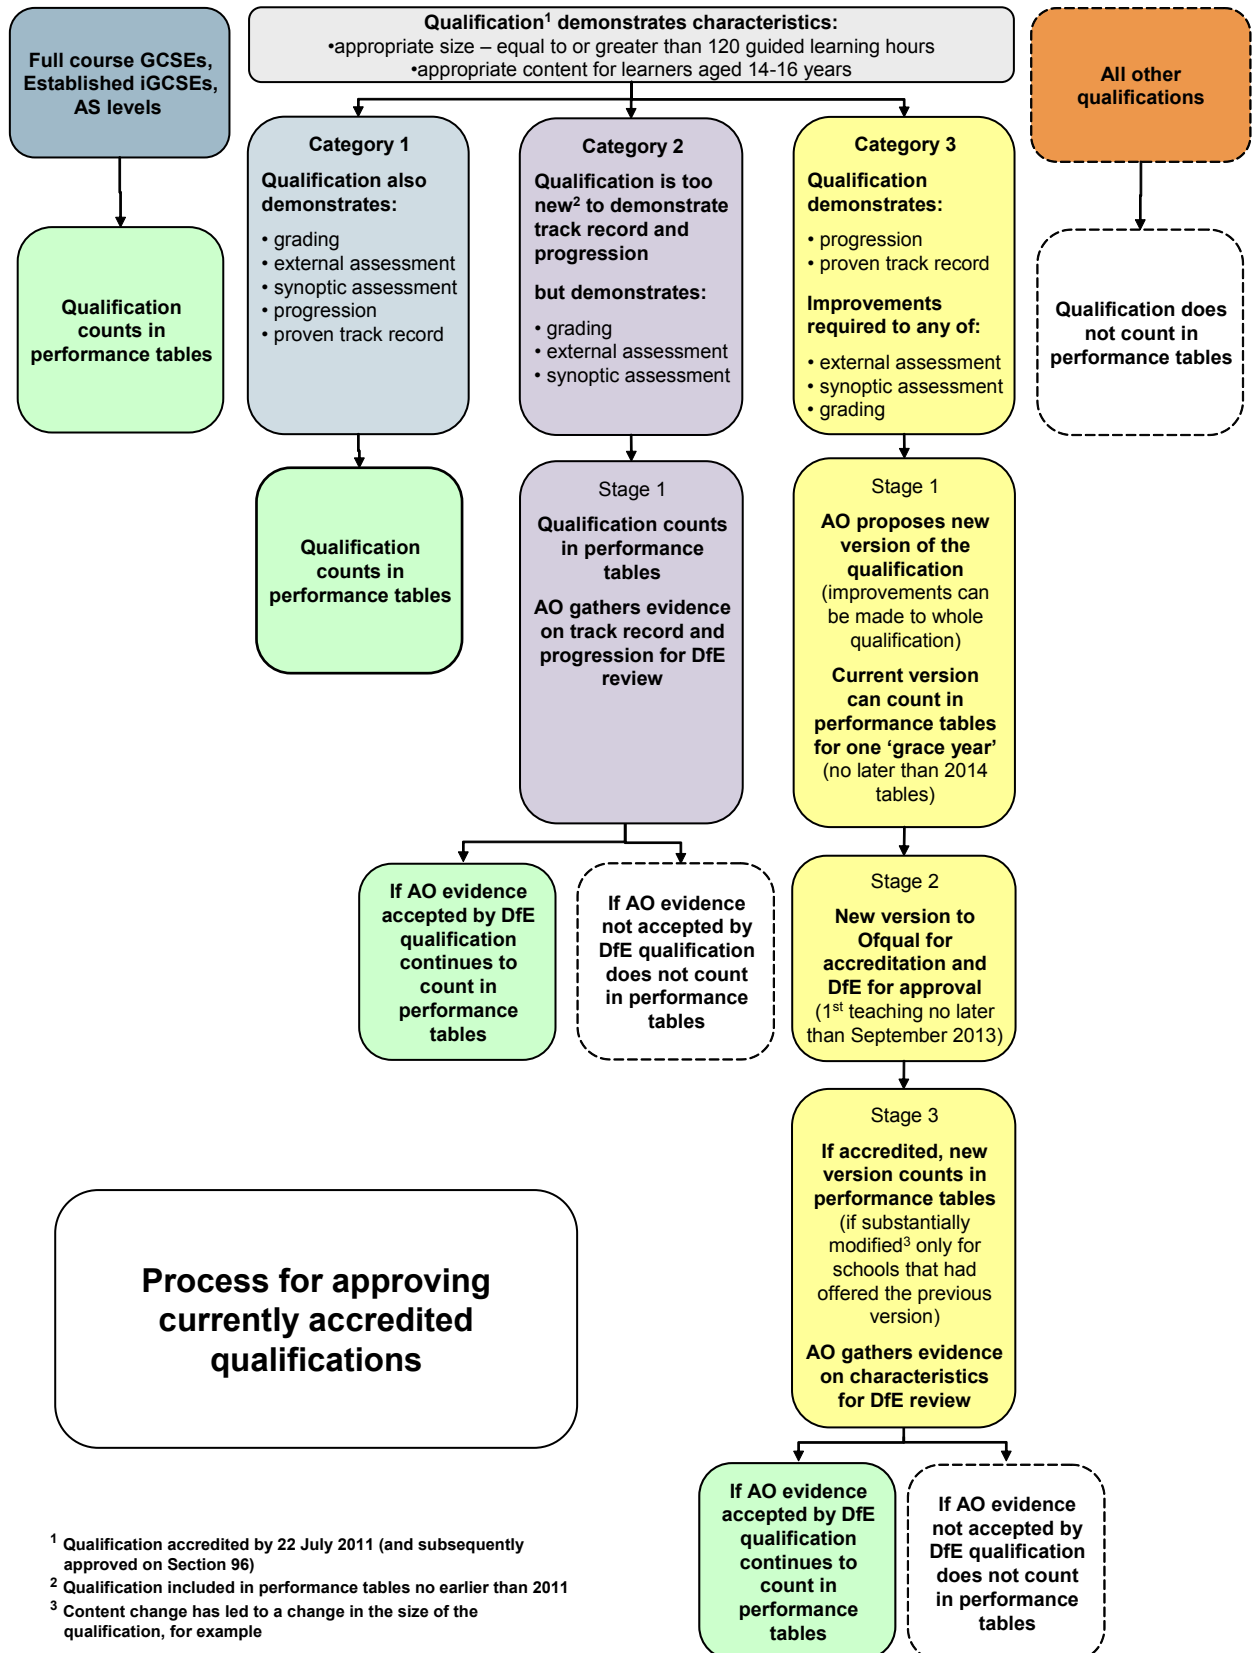 Full course GCSEs,
Established iGCSEs,
AS levels
Qualification
counts in
performance tables
Qualification¹ demonstrates characteristics:
•appropriate size – equal to or greater than 120 guided learning hours
•appropriate content for learners aged 14-16 years
All other
qualifications
Qualification does
not count in
performance tables
Category 1
Qualification also
demonstrates:
• grading
• external assessment
• synoptic assessment
• progression
• proven track record
Qualification
counts in
performance tables
Category 2
Qualification is too
new² to demonstrate
track record and
progression
but demonstrates:
• grading
• external assessment
• synoptic assessment
Stage 1
Qualification counts
in performance
tables
AO gathers evidence
on track record and
progression for DfE
review
If AO evidence
accepted by DfE
qualification
continues to
count in
performance
tables
If AO evidence
not accepted by
DfE qualification
does not count
in performance
tables
Category 3
Qualification
demonstrates:
• progression
• proven track record
Improvements
required to any of:
• external assessment
• synoptic assessment
• grading
Stage 1
AO proposes new
version of the
qualification
(improvements can
be made to whole
qualification)
Current version
can count in
performance tables
for one ‘grace year’
(no later than 2014
tables)
Stage 2
New version to
Ofqual for
accreditation and
DfE for approval
(1st teaching no later
than September 2013)
Stage 3
If accredited, new
version counts in
performance tables
(if substantially
modified³ only for
schools that had
offered the previous
version)
AO gathers evidence
on characteristics
for DfE review
If AO evidence
accepted by DfE
qualification
continues to
count in
performance
tables
If AO evidence
not accepted by
DfE qualification
does not count
in performance
tables
Process for approving
currently accredited
qualifications
¹ Qualification accredited by 22 July 2011 (and subsequently
approved on Section 96)
² Qualification included in performance tables no earlier than 2011
³ Content change has led to a change in the size of the
qualification, for example